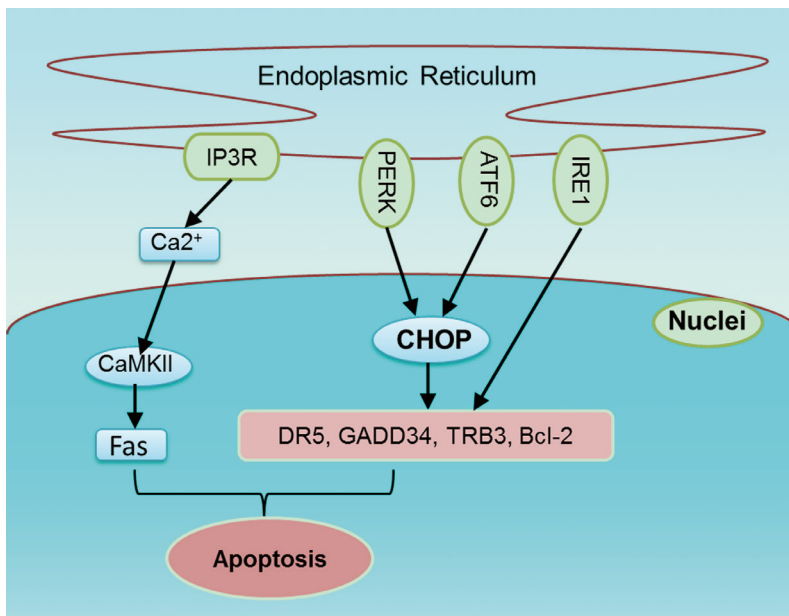 Endoplasmic Reticulum
IP3R
PERK
ATF6
IRE1
Ca2⁺
Nuclei
CHOP
CaMKII
DR5, GADD34, TRB3, Bcl-2
Fas
Apoptosis